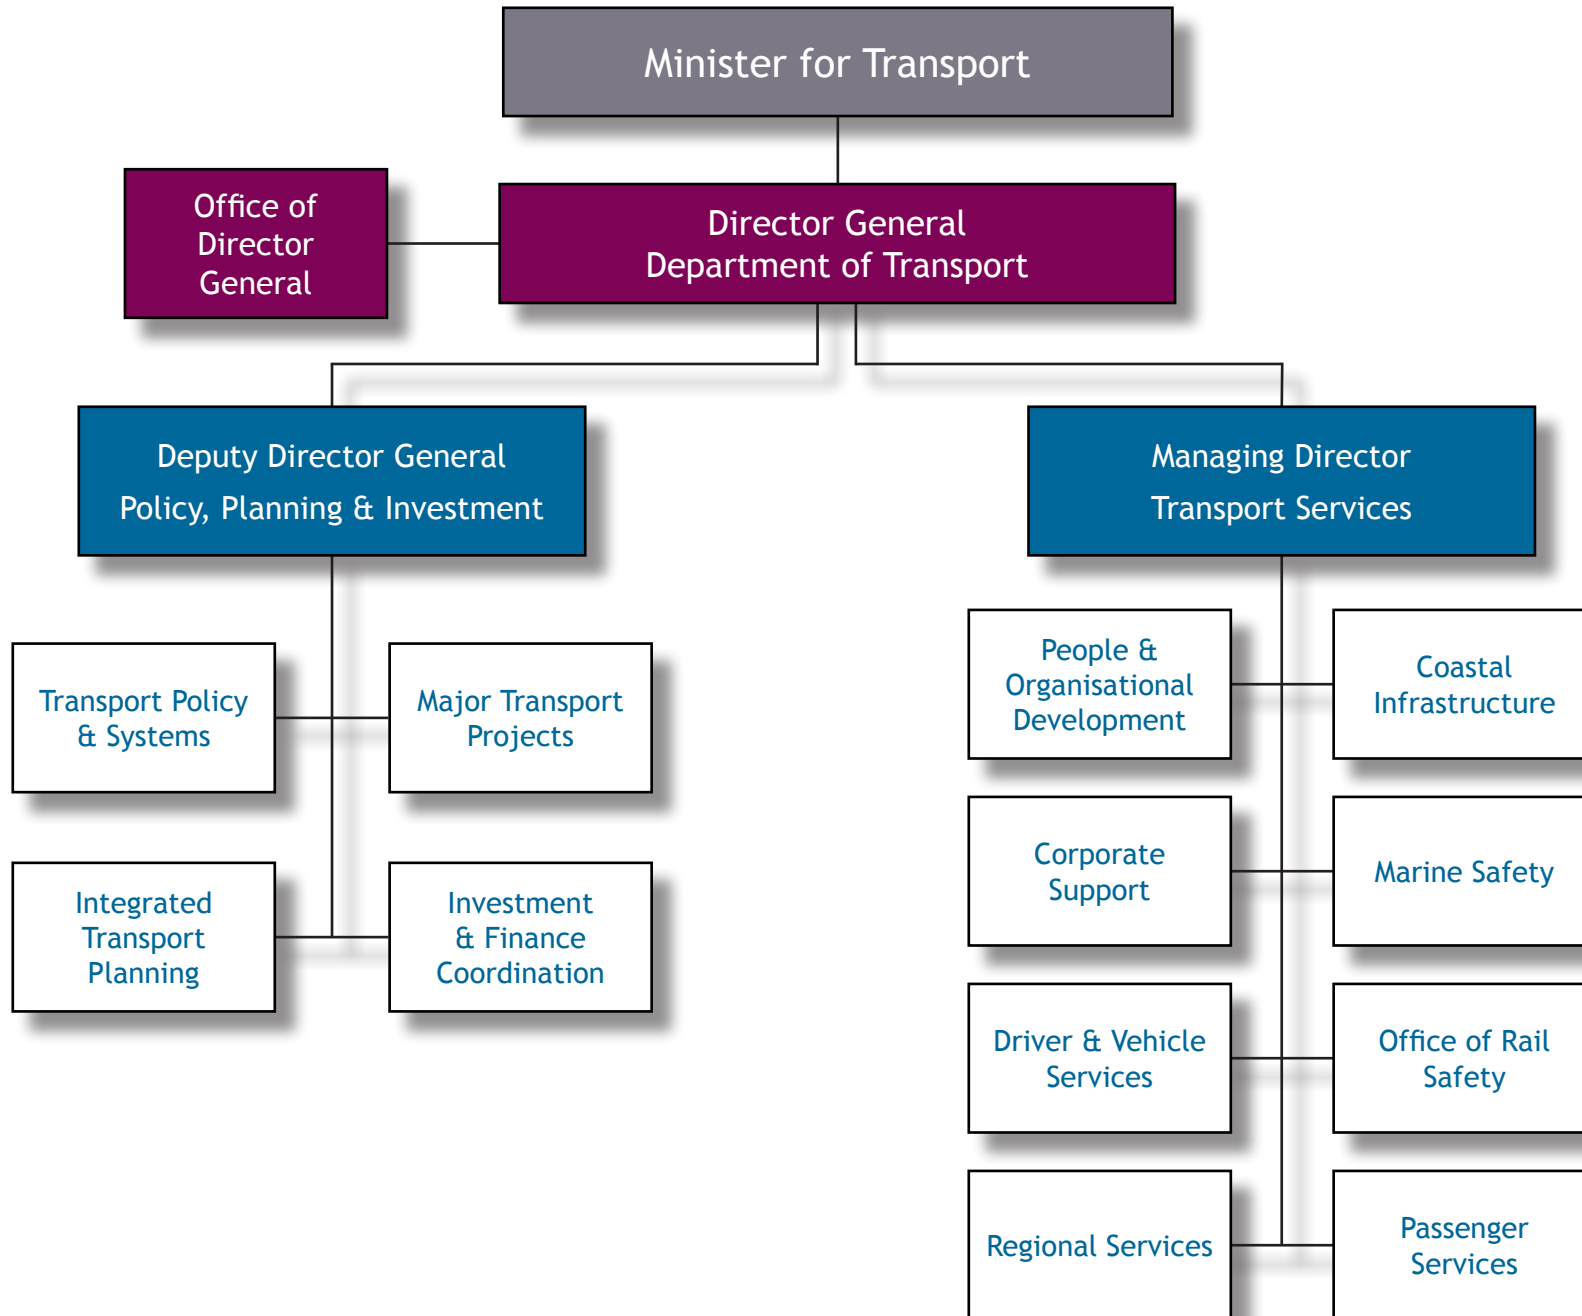 Minister for Transport
Office of
Director
General
Director General
Department of Transport
Deputy Director General
Policy, Planning & Investment
Managing Director
Transport Services
Transport Policy
& Systems
Major Transport
Projects
Integrated
Transport
Planning
Investment
& Finance
Coordination
People &
Organisational
Development
Coastal
Infrastructure
Corporate
Support
Marine Safety
Driver & Vehicle
Services
Office of Rail
Safety
Regional Services
Passenger
Services